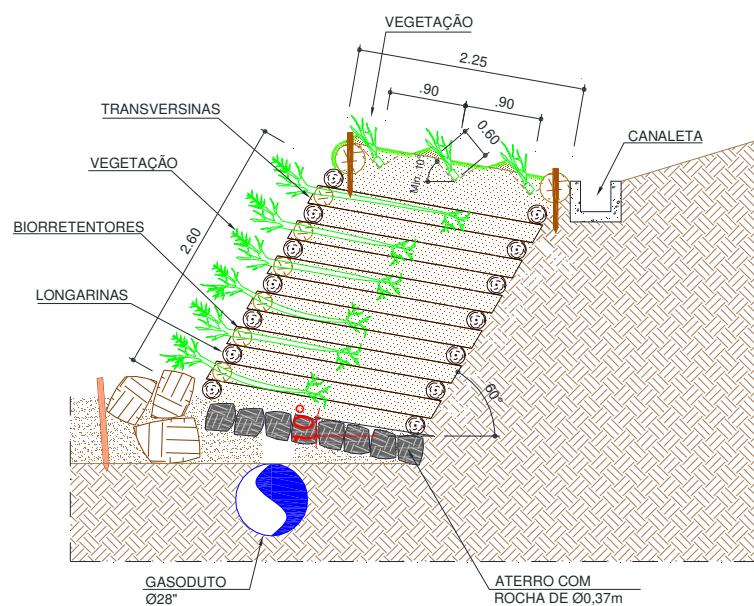 VEGETAÇÃO
2.25
.90
.90
0.60
TRANSVERSINAS
CANALETA
VEGETAÇÃO
Min. 10°
BIORRETENTORES
2.60
LONGARINAS
60°
10°
GASODUTO
Ø28"
ATERRO COM
ROCHA DE Ø0,37m